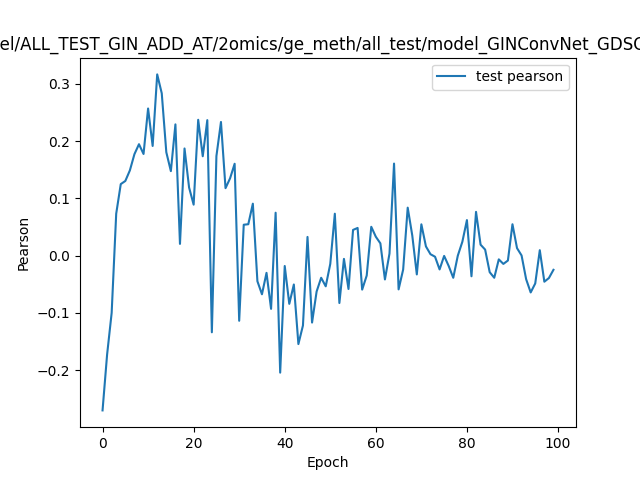 el/ALL_TEST_GIN_ADD_AT/2omics/ge_meth/all_test/model_GINConvNet_GDSC
test pearson
0.3
0.2
0.1
0.0
−0.1
−0.2
Pearson
0 20 40 60 80 100
Epoch